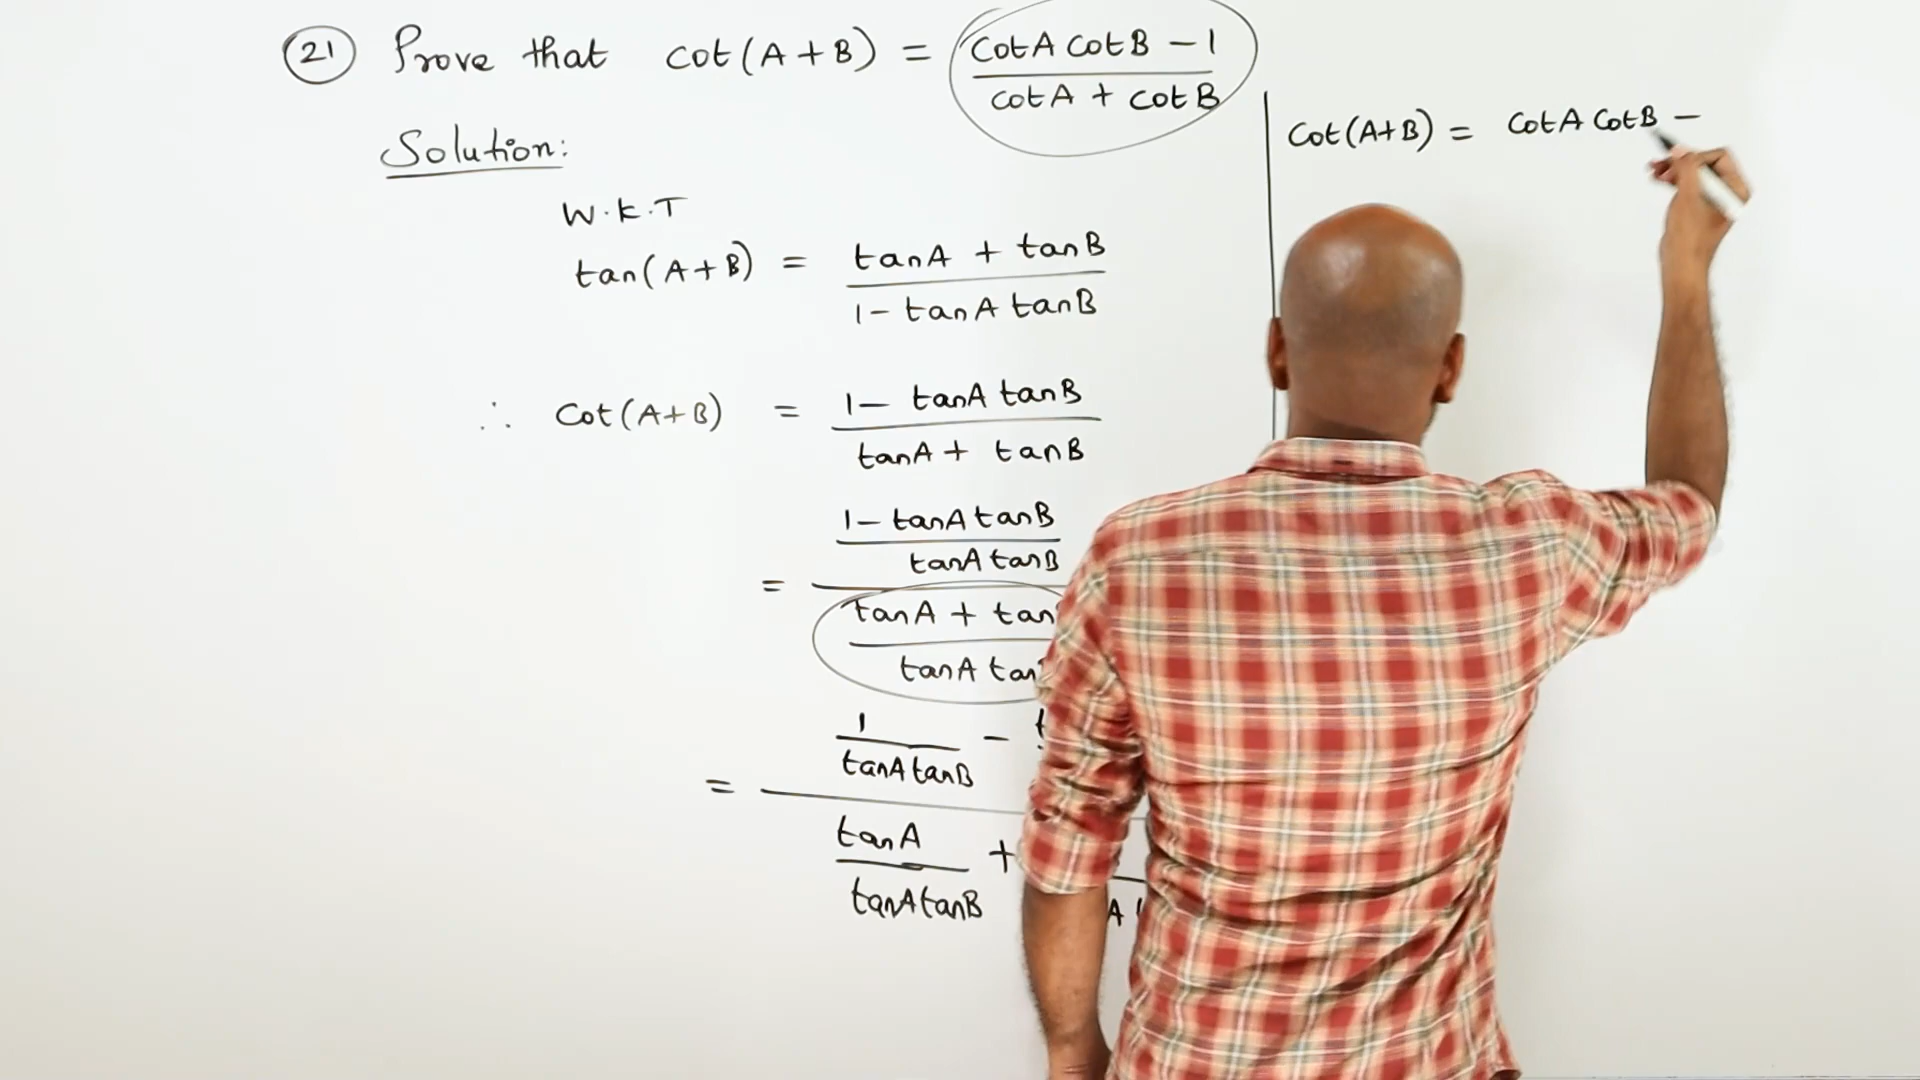 21 Prove that cot(A+B) = cotA cotB - 1
cotA + cotB
Solution:
W.K.T
tan(A+B) = tanA + tanB
1 - tanA tanB
∴ Cot(A+B) = 1 - tanA tanB
tanA + tanB
1 - tanA tanB
tanA tanB
=
tanA + tan
tanA
1 -
tanA tanB
=
tanA +
tanA tanB
Cot(A+B) = CotA CotB -